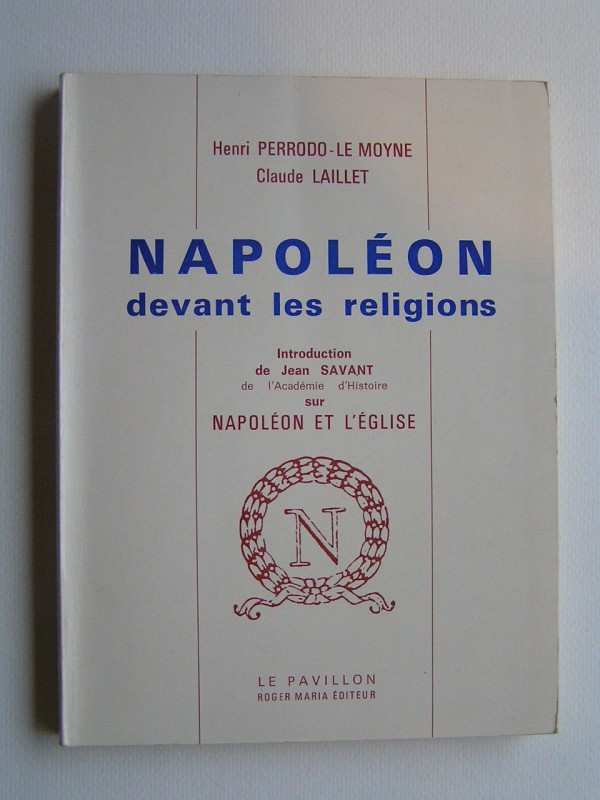 Henri PERRODO-LE MOYNE
Claude LAILLET
NAPOLÉON
devant les religions
Introduction
de Jean SAVANT
de l'Académie d'Histoire
sur
NAPOLÉON ET L'ÉGLISE
N
LE PAVILLON
ROGER MARIA ÉDITEUR